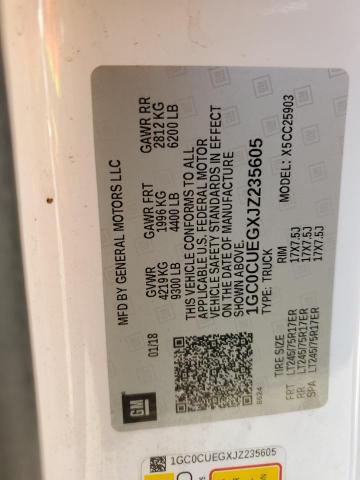 MFD BY GENERAL MOTORS LLC
01/18 GVWR GAWR FRT GAWR RR
4219 KG 1996 KG 2812 KG
9300 LB 4400 LB 6200 LB
THIS VEHICLE CONFORMS TO ALL
APPLICABLE U.S. FEDERAL MOTOR
VEHICLE SAFETY STANDARDS IN EFFECT
ON THE DATE OF MANUFACTURE
SHOWN ABOVE.
1GC0CUEGXJZ235605
TYPE: TRUCK MODEL: X5CC25903
TIRE SIZE RIM
FRT LT245/75R17ER 17X7.5J
RR LT245/75R17ER 17X7.5J
SPA LT245/75R17ER 17X7.5J
GM
1GC0CUEGXJZ235605